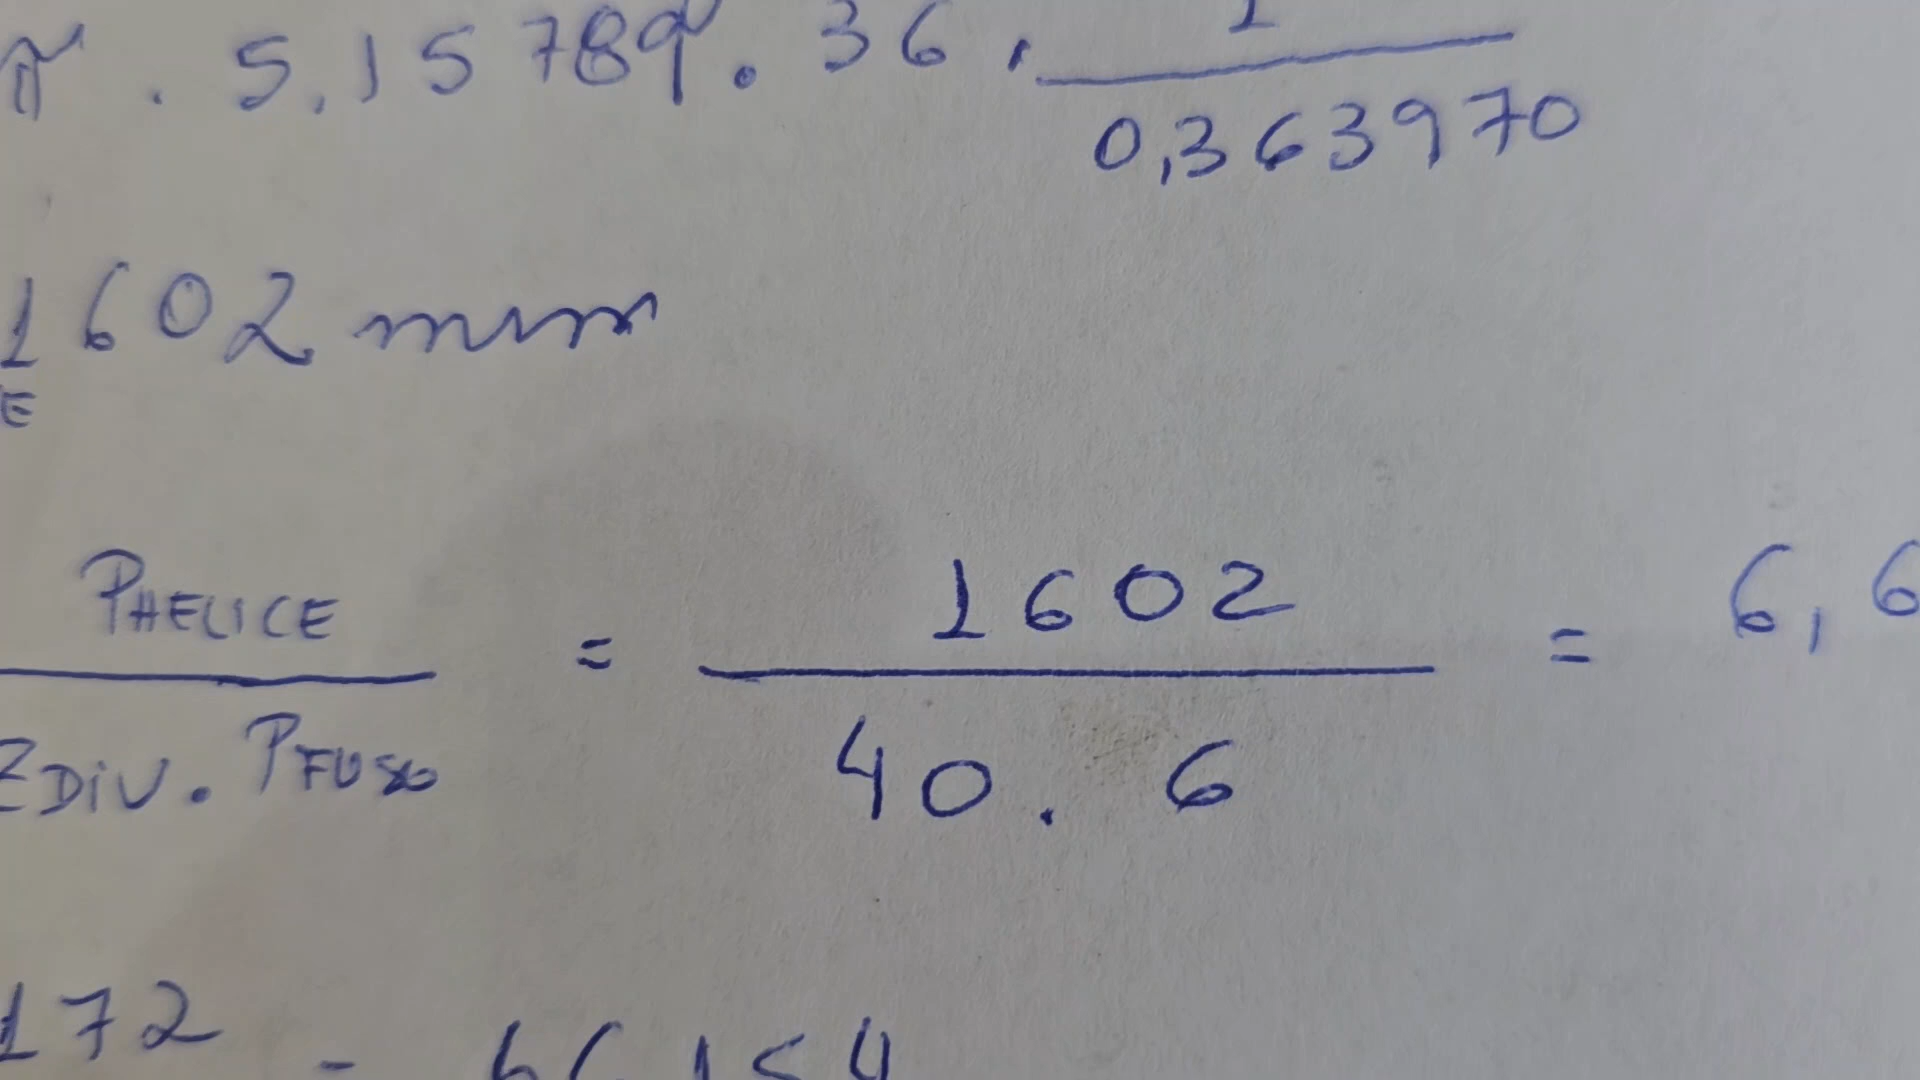 π . 5,15789 . 36 . 1
0,363970
1602 mm
E
PHELICE = 1602 = 6,6
ZDIV. PFUSO 40 . 6
172